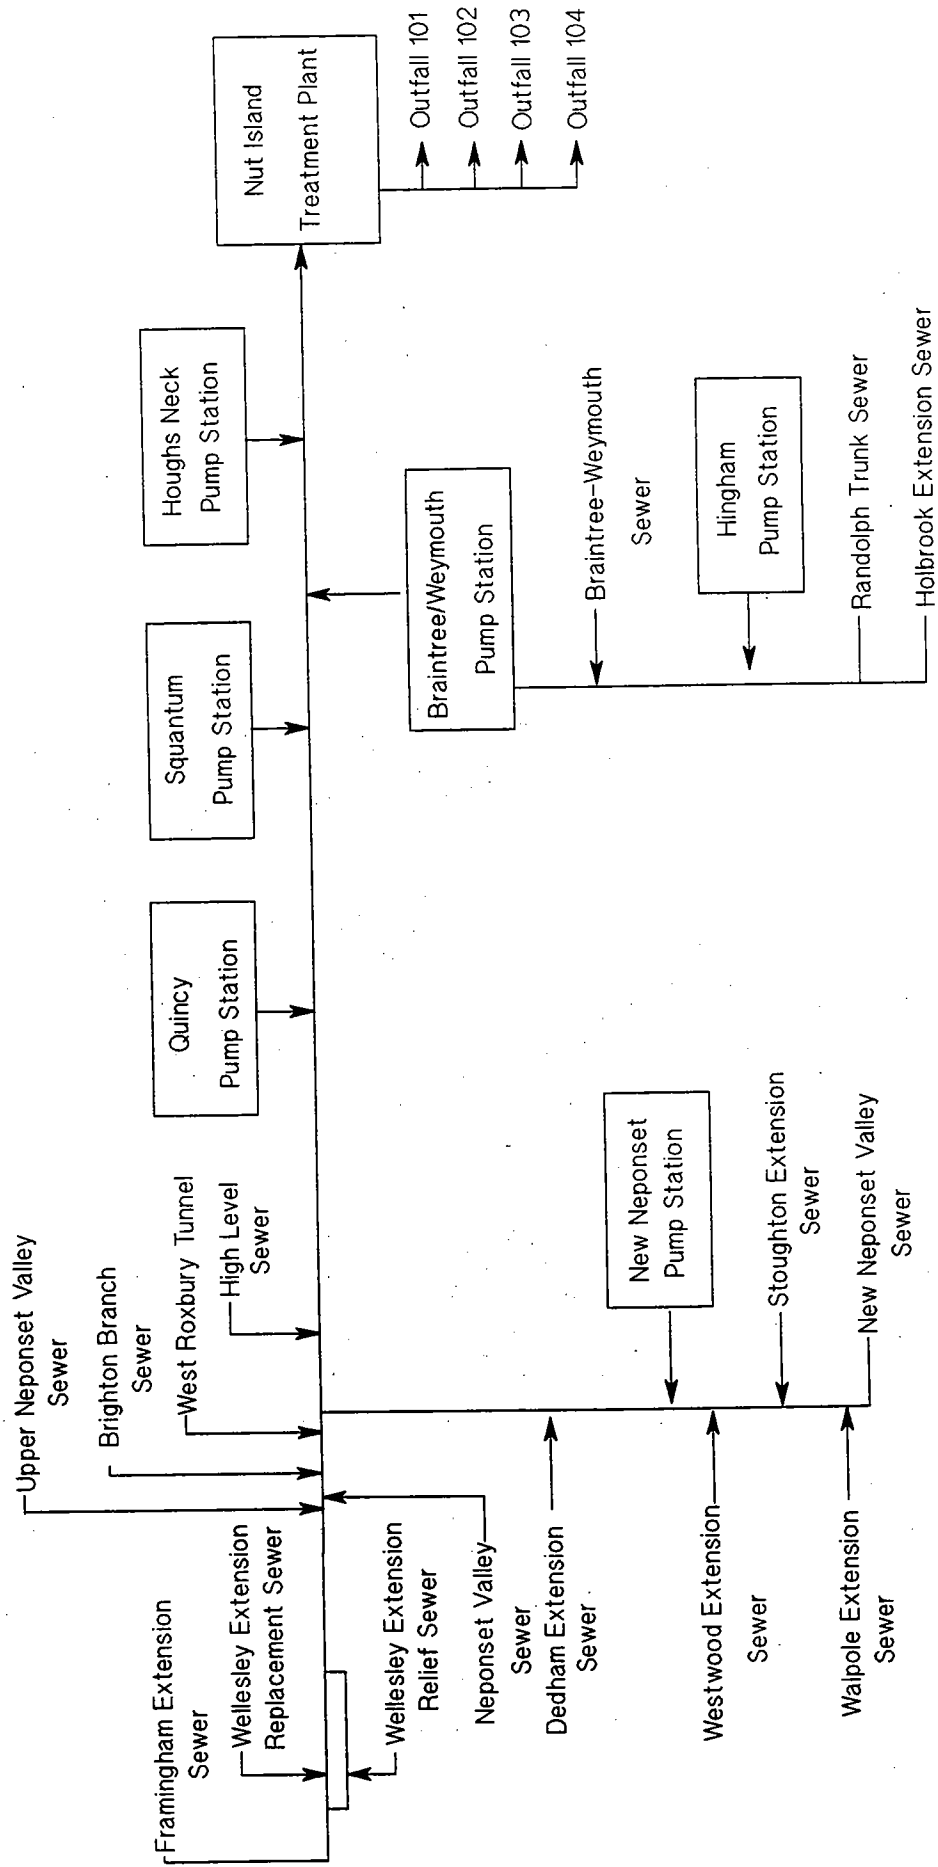 Framingham Extension
Sewer
Wellesley Extension
Replacement Sewer
Wellesley Extension
Relief Sewer
Upper Neponset Valley
Sewer
Neponset Valley
Sewer
Brighton Branch
Sewer
West Roxbury Tunnel
High Level
Sewer
Dedham Extension
Sewer
Westwood Extension
Sewer
Walpole Extension
Sewer
New Neponset
Pump Station
Stoughton Extension
Sewer
New Neponset Valley
Sewer
Quincy
Pump Station
Squantum
Pump Station
Houghs Neck
Pump Station
Braintree/Weymouth
Pump Station
Braintree-Weymouth
Sewer
Hingham
Pump Station
Randolph Trunk Sewer
Holbrook Extension Sewer
Nut Island
Treatment Plant
Outfall 101
Outfall 102
Outfall 103
Outfall 104